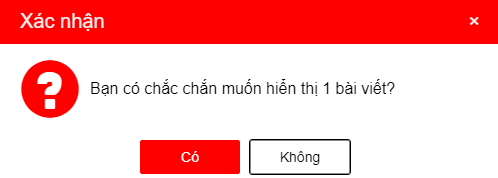 Xác nhận ×
? Bạn có chắc chắn muốn hiển thị 1 bài viết?
Có Không